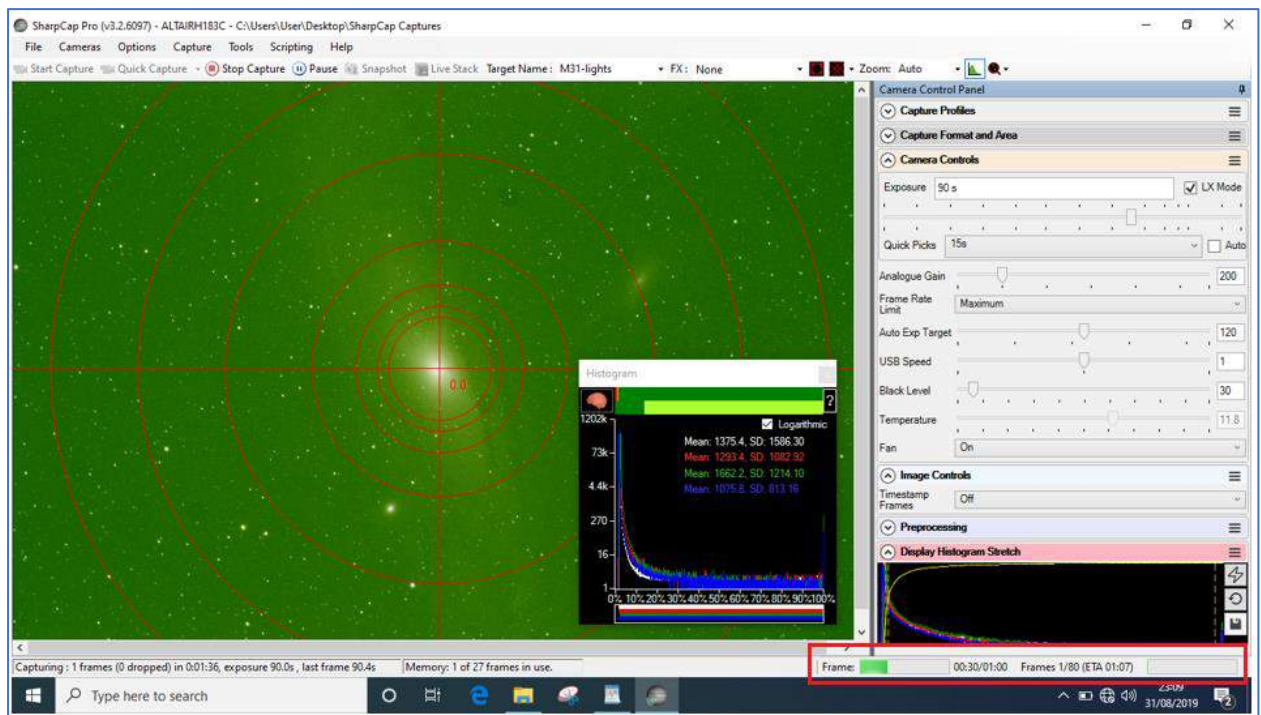 SharpCap Pro (v3.2.6097) - ALTAIRH183C - C:\Users\User\Desktop\SharpCap Captures
File Cameras Options Capture Tools Scripting Help
Start Capture Quick Capture Stop Capture Pause Snapshot Live Stack Target Name : M31-lights FX : None Zoom: Auto
0.0
Histogram
?
Logarithmic
1202k
73k
4.4k
270
16
1
Mean: 1375.4, SD: 1586.30
Mean: 1293.4, SD: 1082.92
Mean: 1662.2, SD: 1214.10
Mean: 1075.8, SD: 813.16
0% 10% 20% 30% 40% 50% 60% 70% 80% 90% 100%
Camera Control Panel
Capture Profiles
Capture Format and Area
Camera Controls
Exposure 90 s LX Mode
Quick Picks 15s Auto
Analogue Gain 200
Frame Rate Limit Maximum
Auto Exp Target 120
USB Speed 1
Black Level 30
Temperature 11.8
Fan On
Image Controls
Timestamp Frames Off
Preprocessing
Display Histogram Stretch
Capturing : 1 frames (0 dropped) in 0:01:36, exposure 90.0s , last frame 90.4s Memory: 1 of 27 frames in use. Frame: 00:30/01:00 Frames 1/80 (ETA 01:07)
Type here to search
23:09
31/08/2019
2